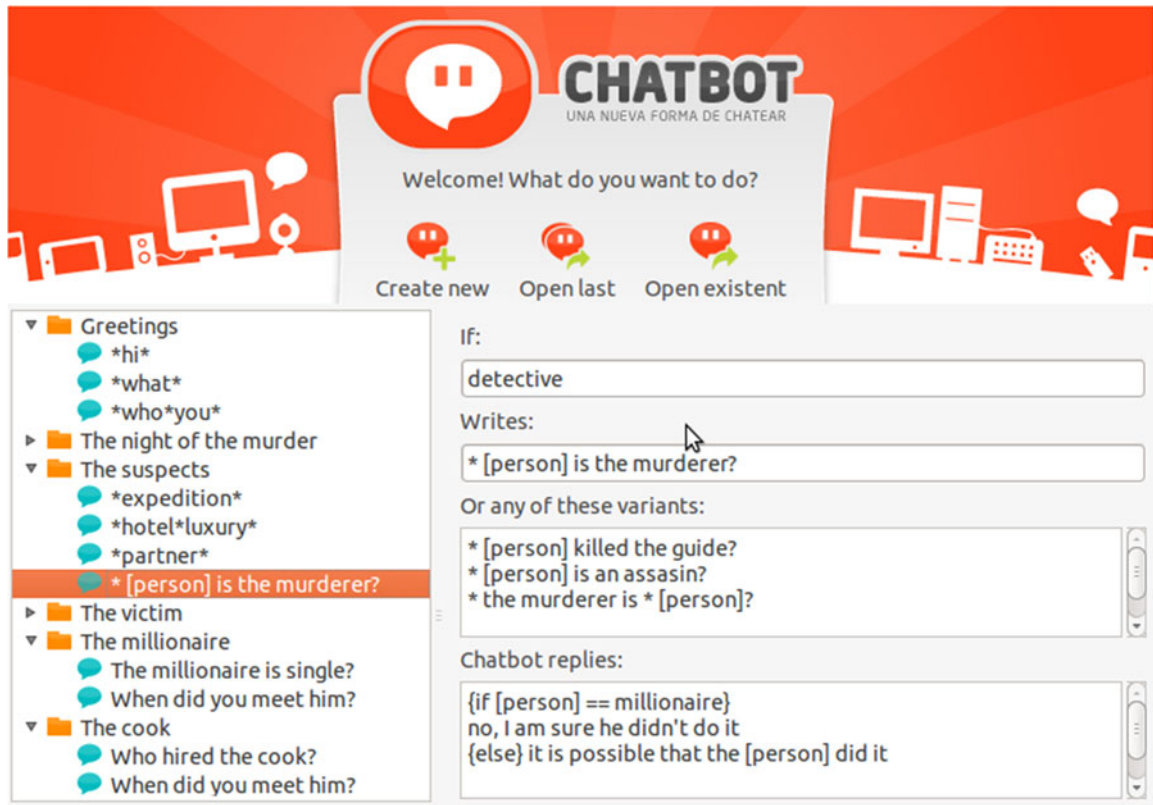 CHATBOT
UNA NUEVA FORMA DE CHATEAR
Welcome! What do you want to do?
Create new
Open last
Open existent
Greetings
*hi*
*what*
*who*you*
The night of the murder
The suspects
*expedition*
*hotel*luxury*
*partner*
* [person] is the murderer?
The victim
The millionaire
The millionaire is single?
When did you meet him?
The cook
Who hired the cook?
When did you meet him?
If:
detective
Writes:
* [person] is the murderer?
Or any of these variants:
* [person] killed the guide?
* [person] is an assasin?
* the murderer is * [person]?
Chatbot replies:
{if [person] == millionaire}
no, I am sure he didn't do it
{else} it is possible that the [person] did it